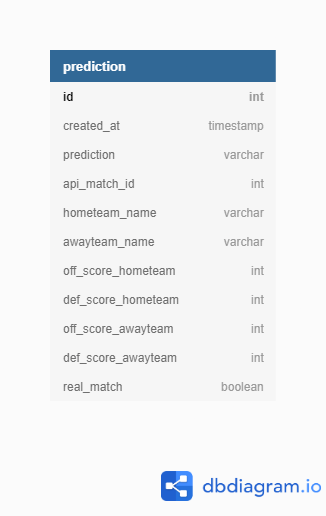 prediction
id int
created_at timestamp
prediction varchar
api_match_id int
hometeam_name varchar
awayteam_name varchar
off_score_hometeam int
def_score_hometeam int
off_score_awayteam int
def_score_awayteam int
real_match boolean
dbdiagram.io